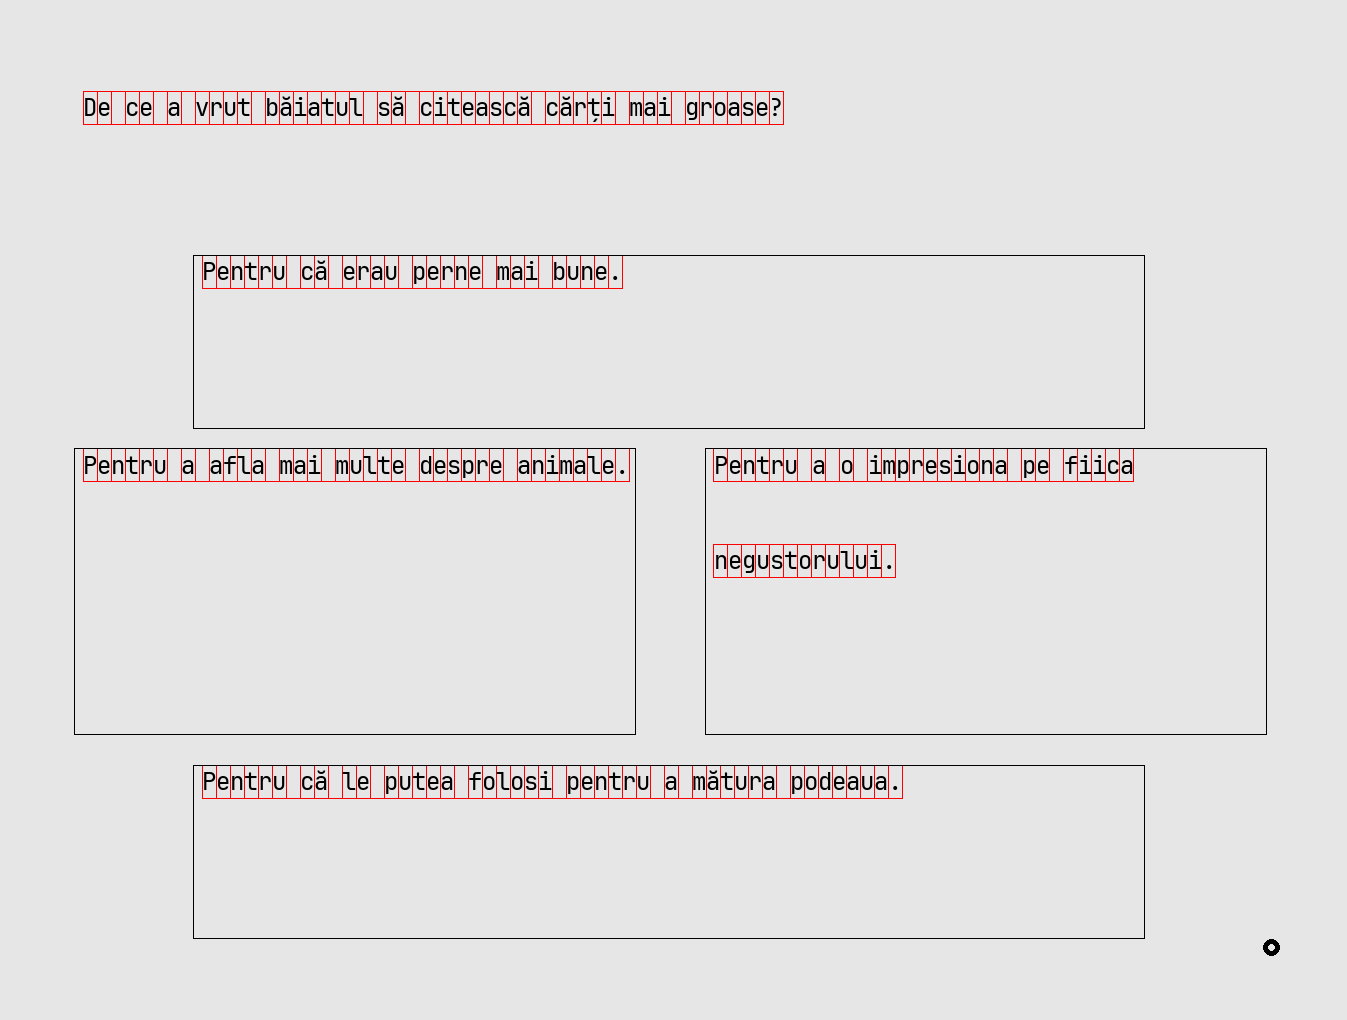 De ce a vrut băiatul să citească cărți mai groase?
Pentru că erau perne mai bune.
Pentru a afla mai multe despre animale.
Pentru a o impresiona pe fiica
negustorului.
Pentru că le putea folosi pentru a mătura podeaua.